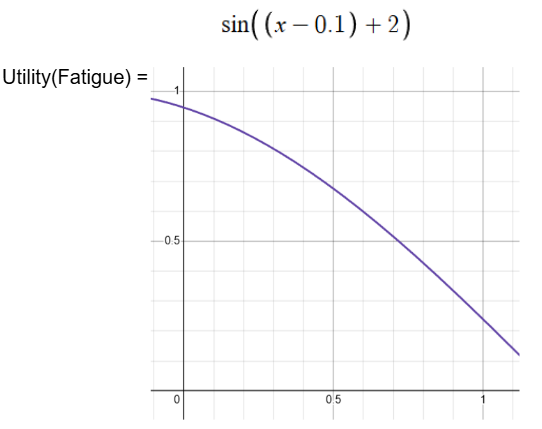 sin( (x − 0.1) + 2)
Utility(Fatigue) =
1
0.5
0
0.5
1